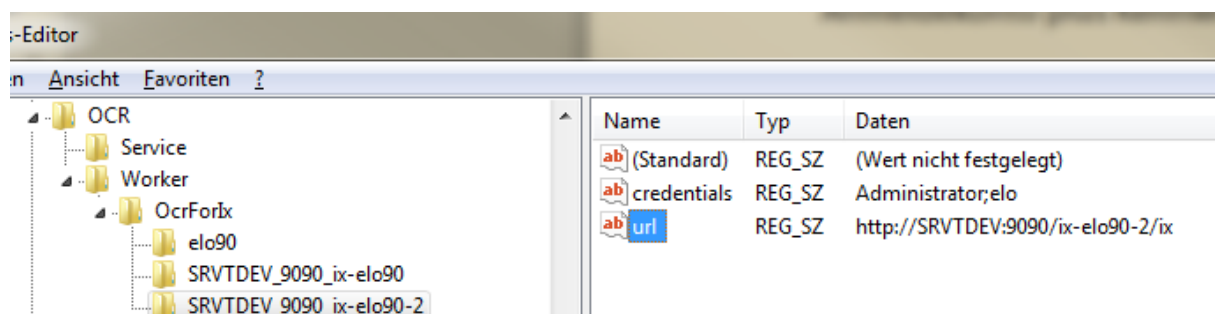 s-Editor
en Ansicht Favoriten ?
OCR
Service
Worker
OcrForIx
elo90
SRVTDEV_9090_ix-elo90
SRVTDEV_9090_ix-elo90-2
Name Typ Daten
(Standard) REG_SZ (Wert nicht festgelegt)
credentials REG_SZ Administrator;elo
url REG_SZ http://SRVTDEV:9090/ix-elo90-2/ix